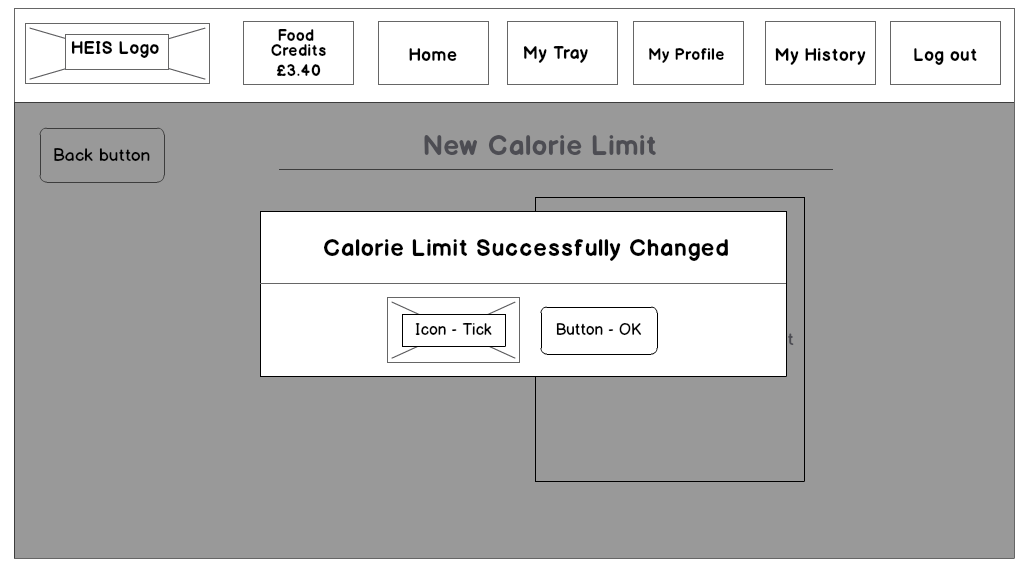 HEIS Logo
Food
Credits
£3.40
Home
My Tray
My Profile
My History
Log out
Back button
New Calorie Limit
Calorie Limit Successfully Changed
Icon - Tick
Button - OK
t